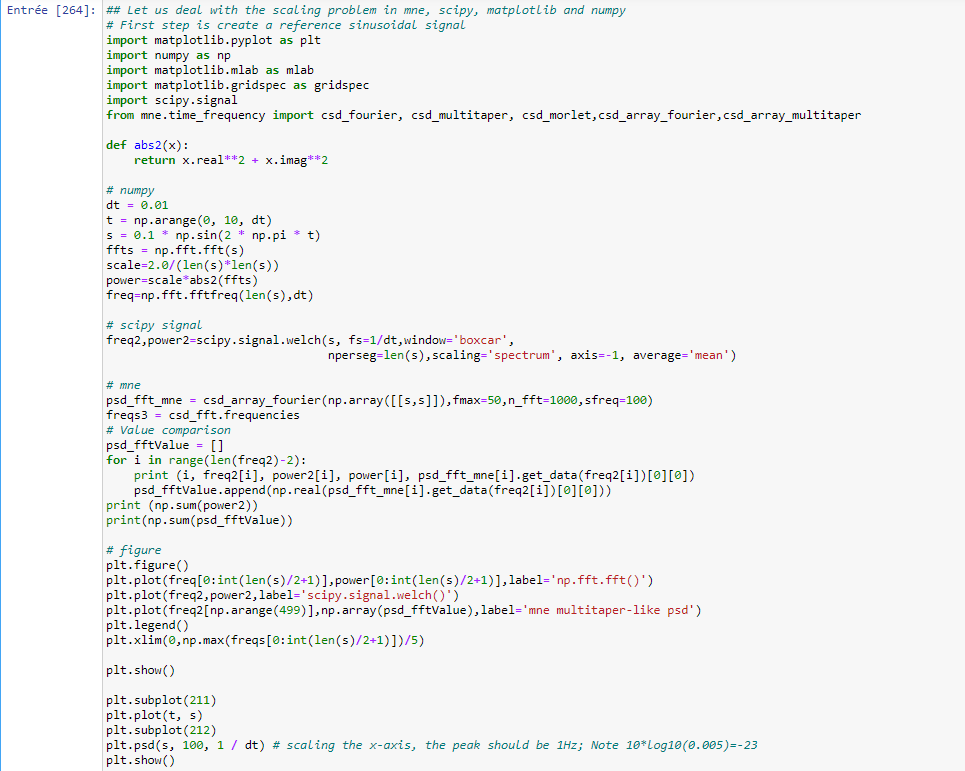 Entrée [264]: ## Let us deal with the scaling problem in mne, scipy, matplotlib and numpy
# First step is create a reference sinusoidal signal
import matplotlib.pyplot as plt
import numpy as np
import matplotlib.mlab as mlab
import matplotlib.gridspec as gridspec
import scipy.signal
from mne.time_frequency import csd_fourier, csd_multitaper, csd_morlet,csd_array_fourier,csd_array_multitaper

def abs2(x):
    return x.real**2 + x.imag**2

# numpy
dt = 0.01
t = np.arange(0, 10, dt)
s = 0.1 * np.sin(2 * np.pi * t)
ffts = np.fft.fft(s)
scale=2.0/(len(s)*len(s))
power=scale*abs2(ffts)
freq=np.fft.fftfreq(len(s),dt)

# scipy signal
freq2,power2=scipy.signal.welch(s, fs=1/dt,window='boxcar',
                                nperseg=len(s),scaling='spectrum', axis=-1, average='mean')

# mne
psd_fft_mne = csd_array_fourier(np.array([[s,s]]),fmax=50,n_fft=1000,sfreq=100)
freqs3 = csd_fft.frequencies
# Value comparison
psd_fftValue = []
for i in range(len(freq2)-2):
    print (i, freq2[i], power2[i], power[i], psd_fft_mne[i].get_data(freq2[i])[0][0])
    psd_fftValue.append(np.real(psd_fft_mne[i].get_data(freq2[i])[0][0]))
print (np.sum(power2))
print(np.sum(psd_fftValue))

# figure
plt.figure()
plt.plot(freq[0:int(len(s)/2+1)],power[0:int(len(s)/2+1)],label='np.fft.fft()')
plt.plot(freq2,power2,label='scipy.signal.welch()')
plt.plot(freq2[np.arange(499)],np.array(psd_fftValue),label='mne multitaper-like psd')
plt.legend()
plt.xlim(0,np.max(freqs[0:int(len(s)/2+1)])/5)

plt.show()

plt.subplot(211)
plt.plot(t, s)
plt.subplot(212)
plt.psd(s, 100, 1 / dt) # scaling the x-axis, the peak should be 1Hz; Note 10*log10(0.005)=-23
plt.show()